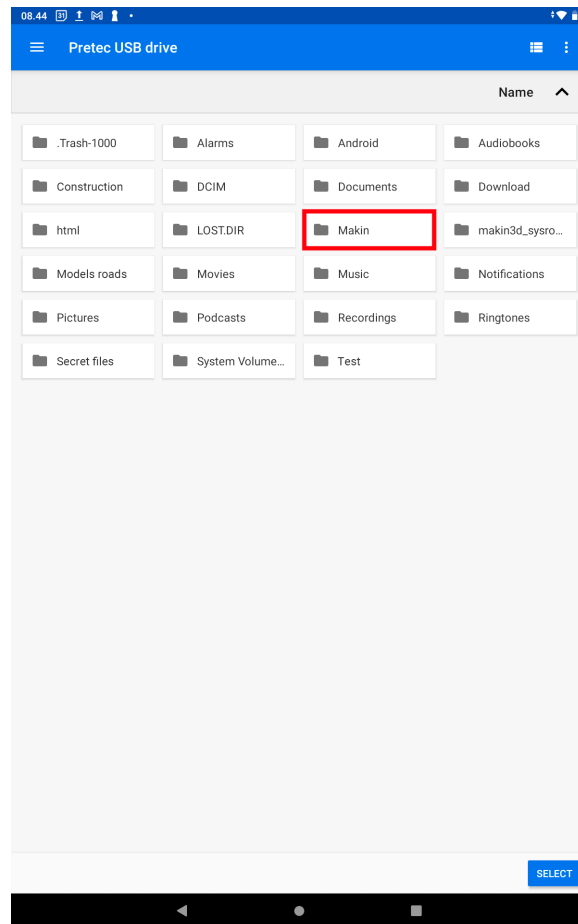 08.44 31
Pretec USB drive
Name
.Trash-1000 Alarms Android Audiobooks
Construction DCIM Documents Download
html LOST.DIR Makin makin3d_sysro...
Models roads Movies Music Notifications
Pictures Podcasts Recordings Ringtones
Secret files System Volume... Test
SELECT